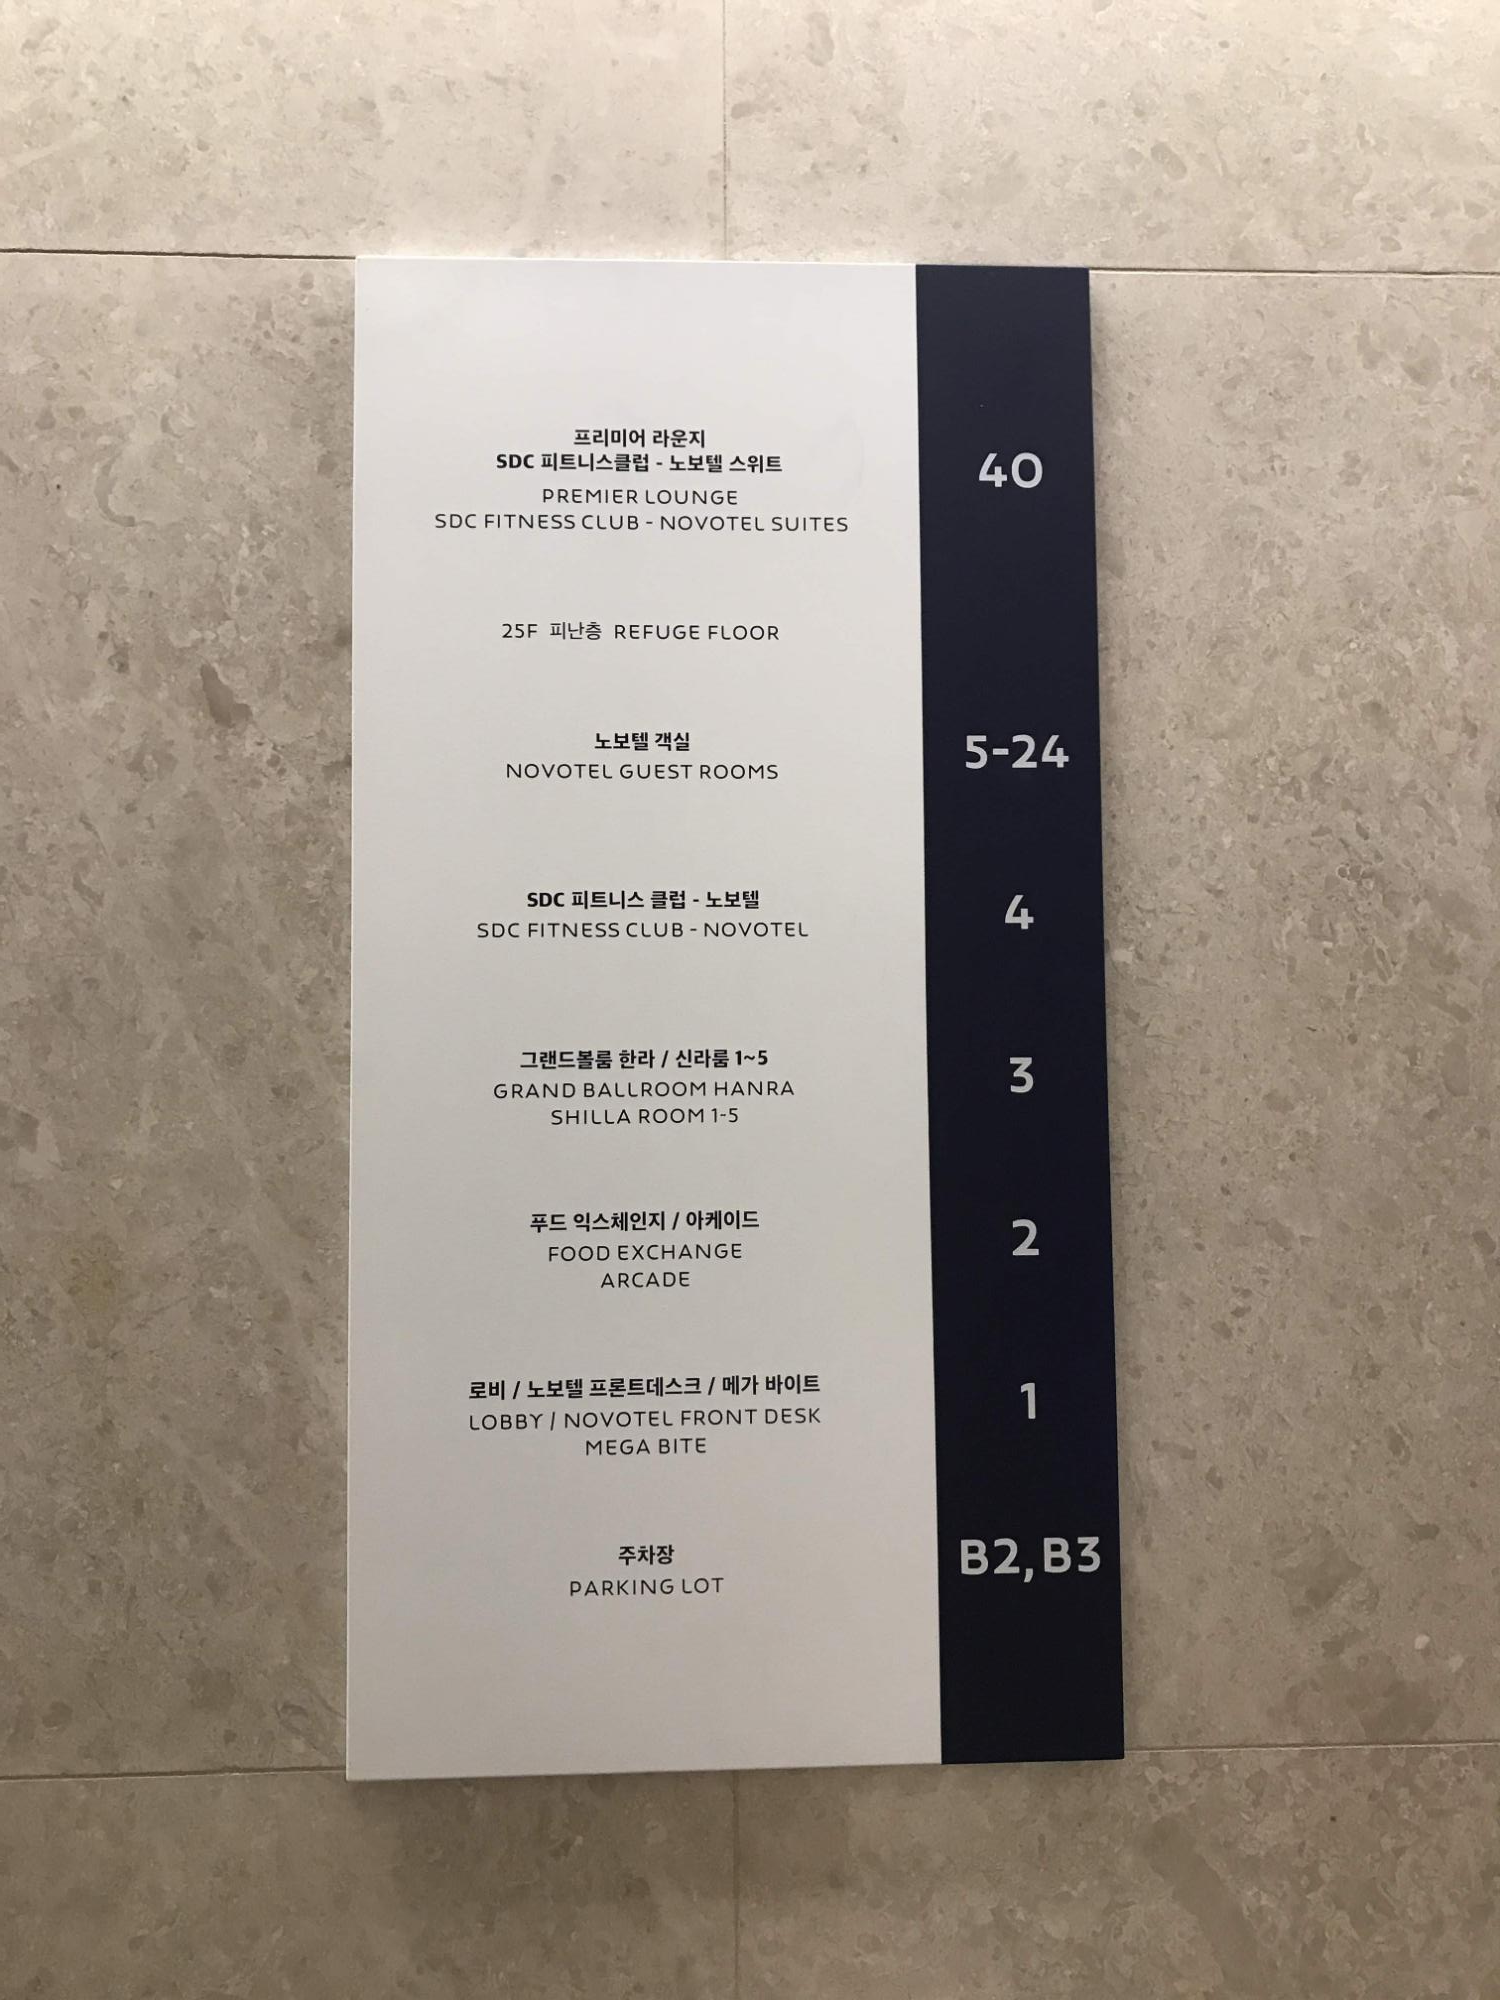 프리미어 라운지
SDC 피트니스클럽 - 노보텔 스위트
PREMIER LOUNGE
SDC FITNESS CLUB - NOVOTEL SUITES
40
25F 피난층 REFUGE FLOOR
노보텔 객실
NOVOTEL GUEST ROOMS
5-24
SDC 피트니스 클럽 - 노보텔
SDC FITNESS CLUB - NOVOTEL
4
그랜드볼룸 한라 / 신라룸 1~5
GRAND BALLROOM HANRA
SHILLA ROOM 1-5
3
푸드 익스체인지 / 아케이드
FOOD EXCHANGE
ARCADE
2
로비 / 노보텔 프론트데스크 / 메가 바이트
LOBBY / NOVOTEL FRONT DESK
MEGA BITE
1
주차장
PARKING LOT
B2, B3